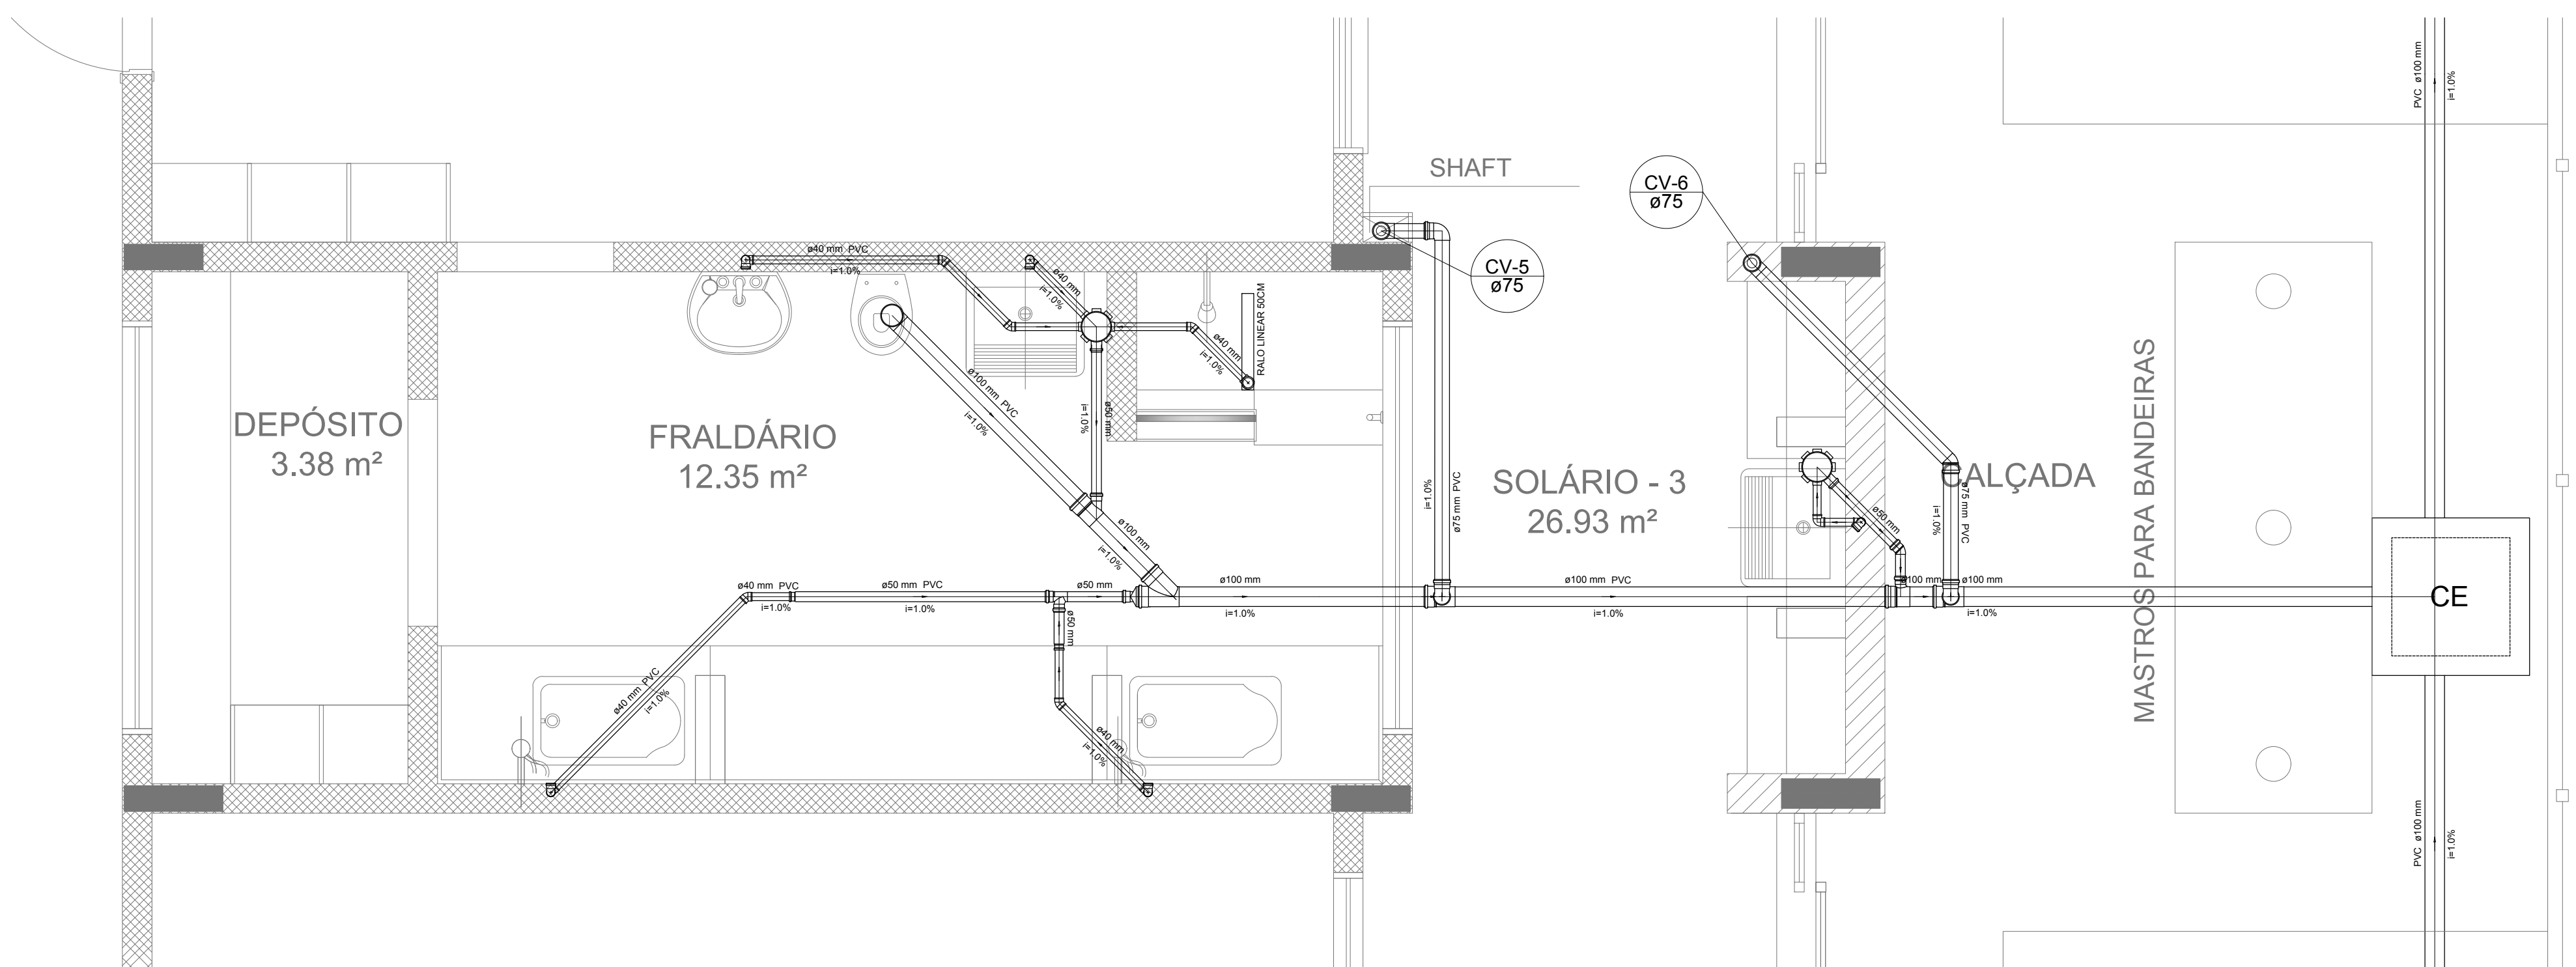 PVC ø100 mm
i=1.0%
SHAFT
CV-6
ø75
CV-5
ø75
ø40 mm PVC
i=1.0%
ø40 mm
i=1.0%
ø40 mm
i=1.0%
RALO LINEAR 50CM
ø100 mm PVC
i=1.0%
ø50 mm
i=1.0%
DEPÓSITO
3.38 m²
FRALDÁRIO
12.35 m²
SOLÁRIO - 3
26.93 m²
CALÇADA
MASTROS PARA BANDEIRAS
i=1.0%
ø75 mm PVC
ø50 mm
i=1.0%
ø75 mm PVC
ø100 mm
i=1.0%
ø40 mm PVC
i=1.0%
ø50 mm PVC
i=1.0%
ø50 mm
ø100 mm
i=1.0%
ø100 mm PVC
i=1.0%
ø100 mm
ø100 mm
i=1.0%
CE
ø50 mm
ø40 mm PVC
i=1.0%
ø40 mm
i=1.0%
PVC ø100 mm
i=1.0%